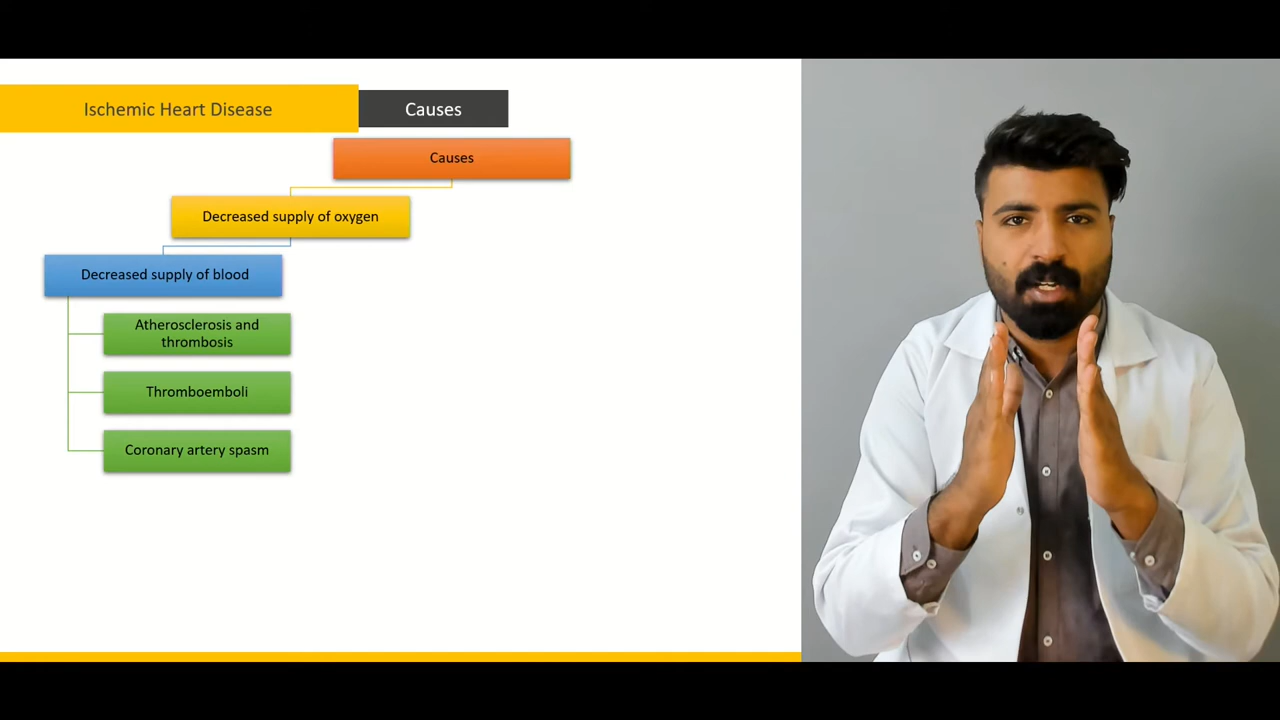 Ischemic Heart Disease
Causes
Causes
Decreased supply of oxygen
Decreased supply of blood
Atherosclerosis and
thrombosis
Thromboemboli
Coronary artery spasm